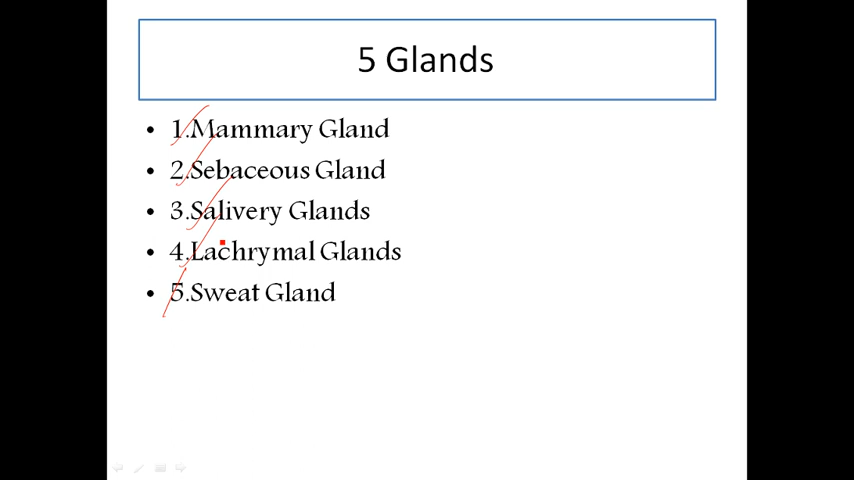 5 Glands
• 1.Mammary Gland
• 2.Sebaceous Gland
• 3.Salivery Glands
• 4.Lachrymal Glands
• 5.Sweat Gland